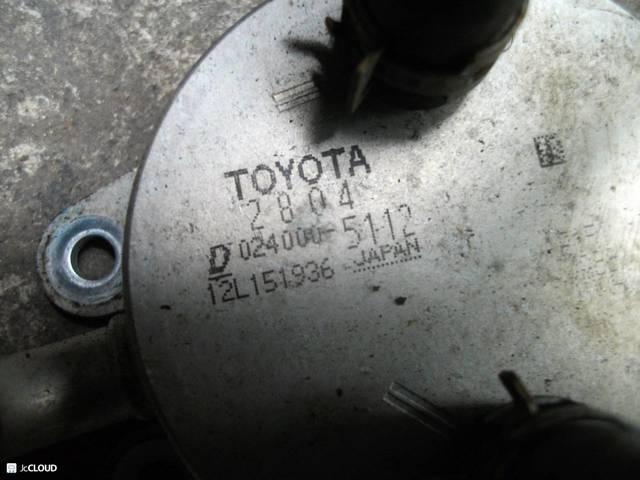 TOYOTA
2804
D 024000-5112
12L151936 JAPAN
JcCLOUD